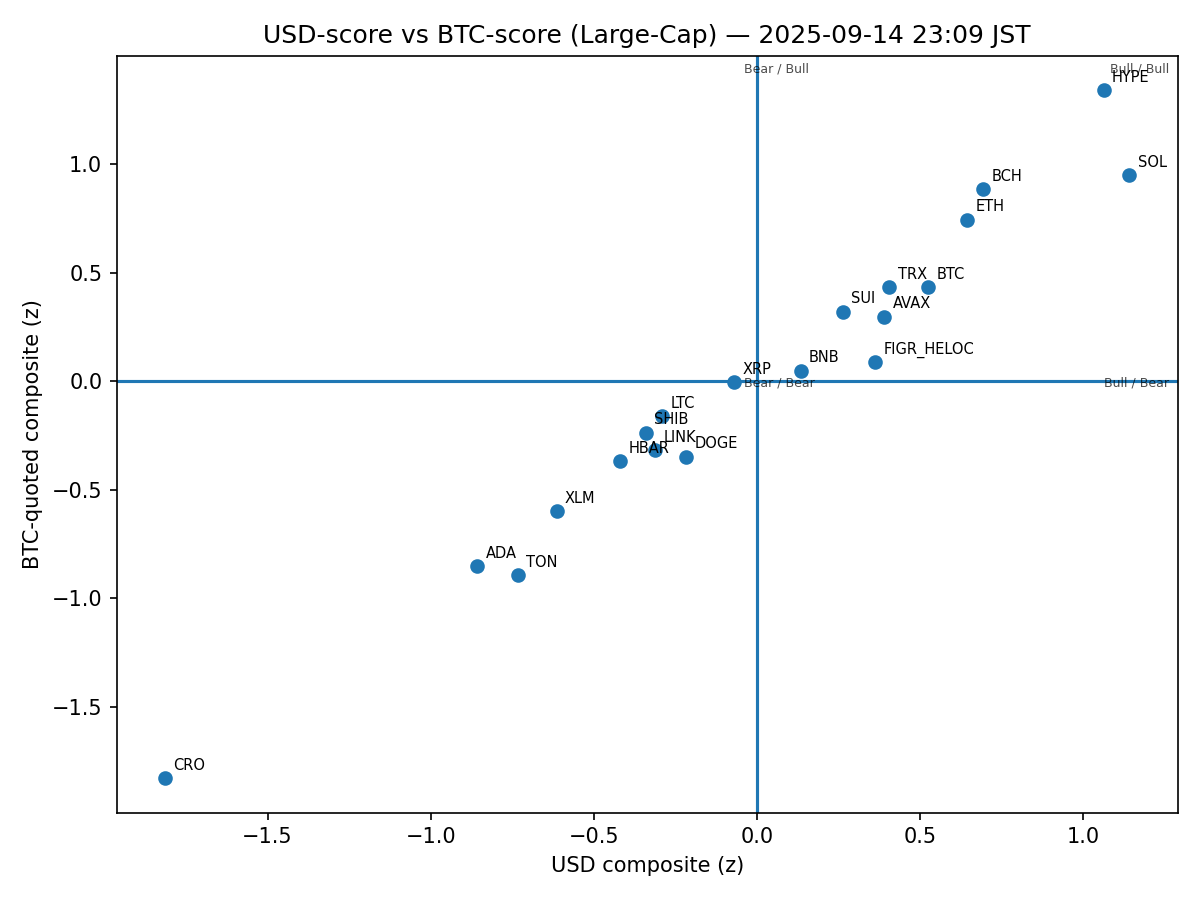 USD-score vs BTC-score (Large-Cap) — 2025-09-14 23:09 JST
Bear / Bull
Bull / Bull
HYPE
SOL
BCH
ETH
TRX
BTC
SUI
AVAX
FIGR_HELOC
BNB
XRP
Bear / Bear
Bull / Bear
LTC
SHIB
LINK
DOGE
HBAR
XLM
ADA
TON
CRO
1.0
0.5
0.0
−0.5
−1.0
−1.5
BTC-quoted composite (z)
−1.5
−1.0
−0.5
0.0
0.5
1.0
USD composite (z)